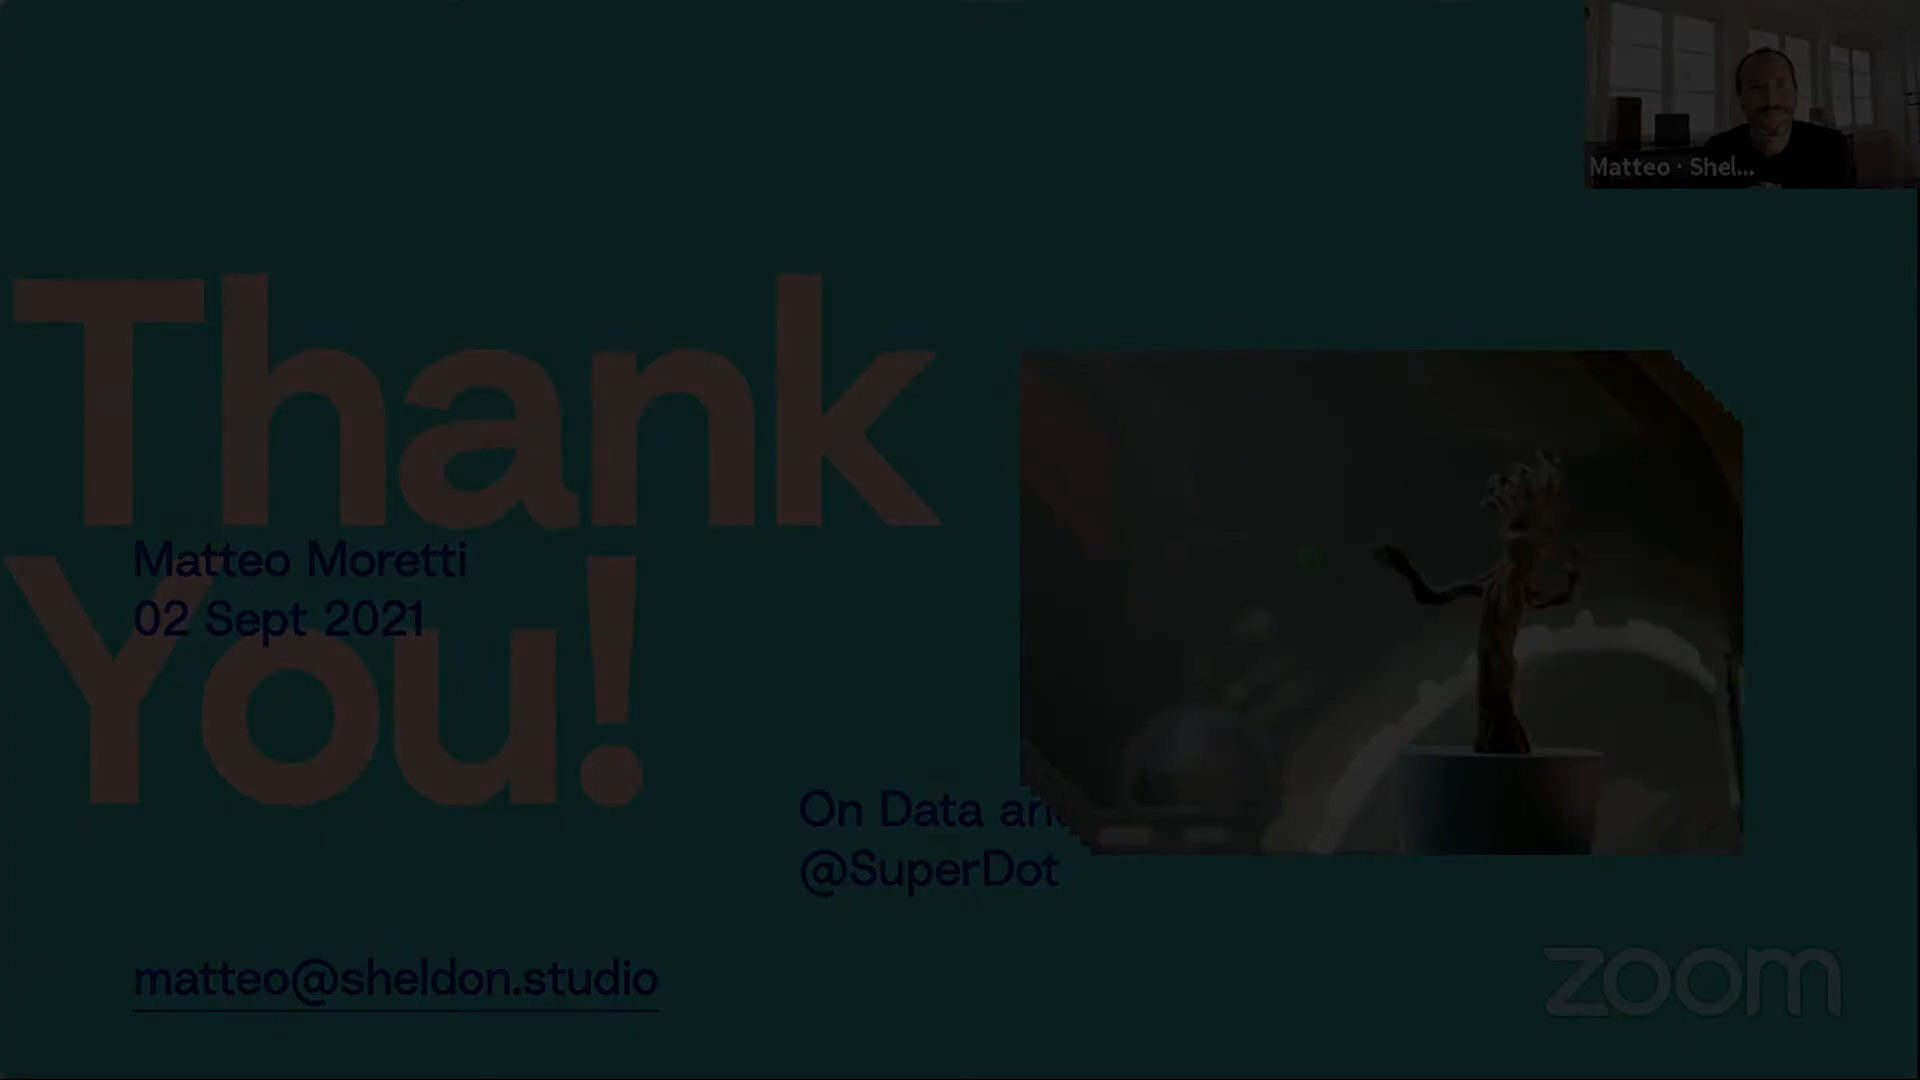 Matteo · Shel...
Thank
You!
Matteo Moretti
02 Sept 2021
On Data an
@SuperDot
matteo@sheldon.studio
zoom